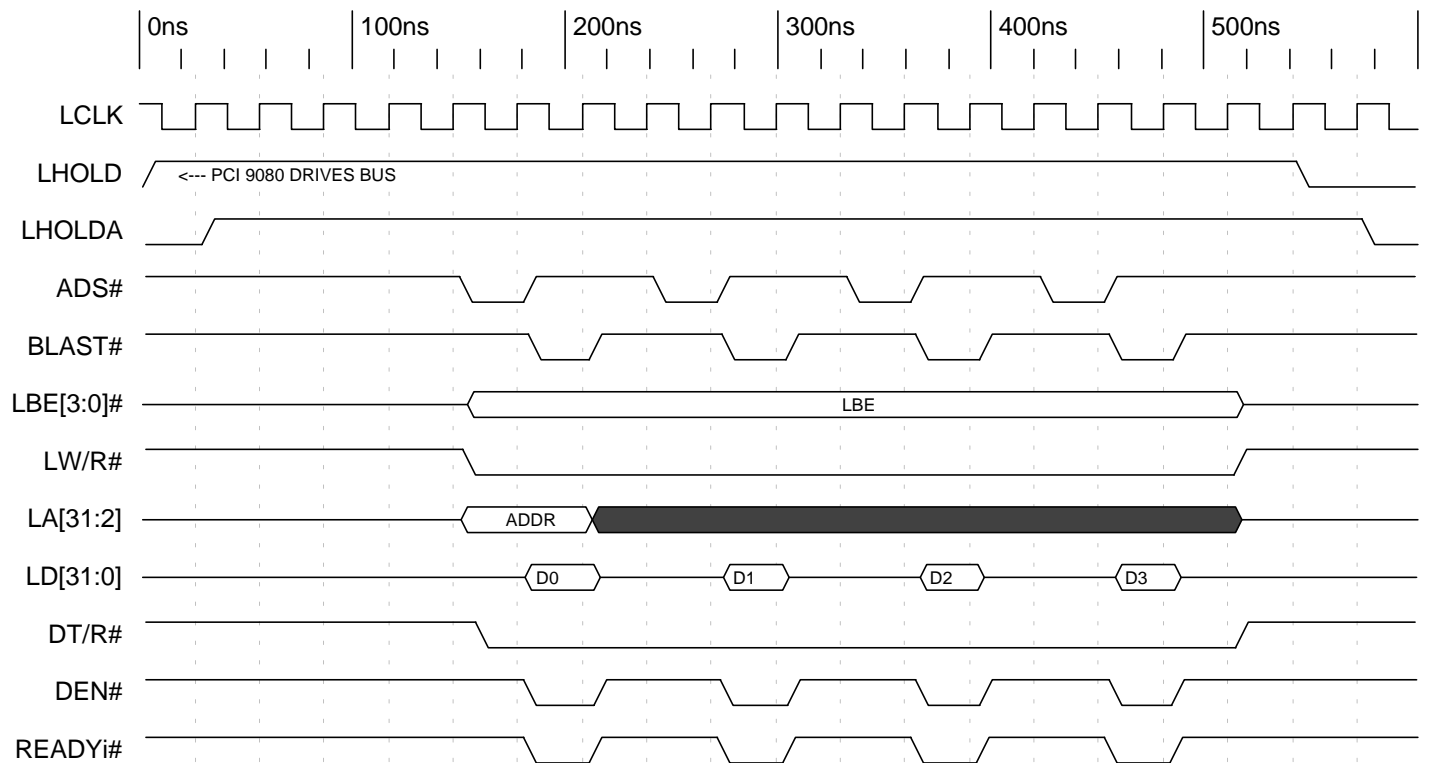 0ns 100ns 200ns 300ns 400ns 500ns
LCLK
LHOLD <--- PCI 9080 DRIVES BUS
LHOLDA
ADS#
BLAST#
LBE[3:0]# LBE
LW/R#
LA[31:2] ADDR
LD[31:0] D0 D1 D2 D3
DT/R#
DEN#
READYi#